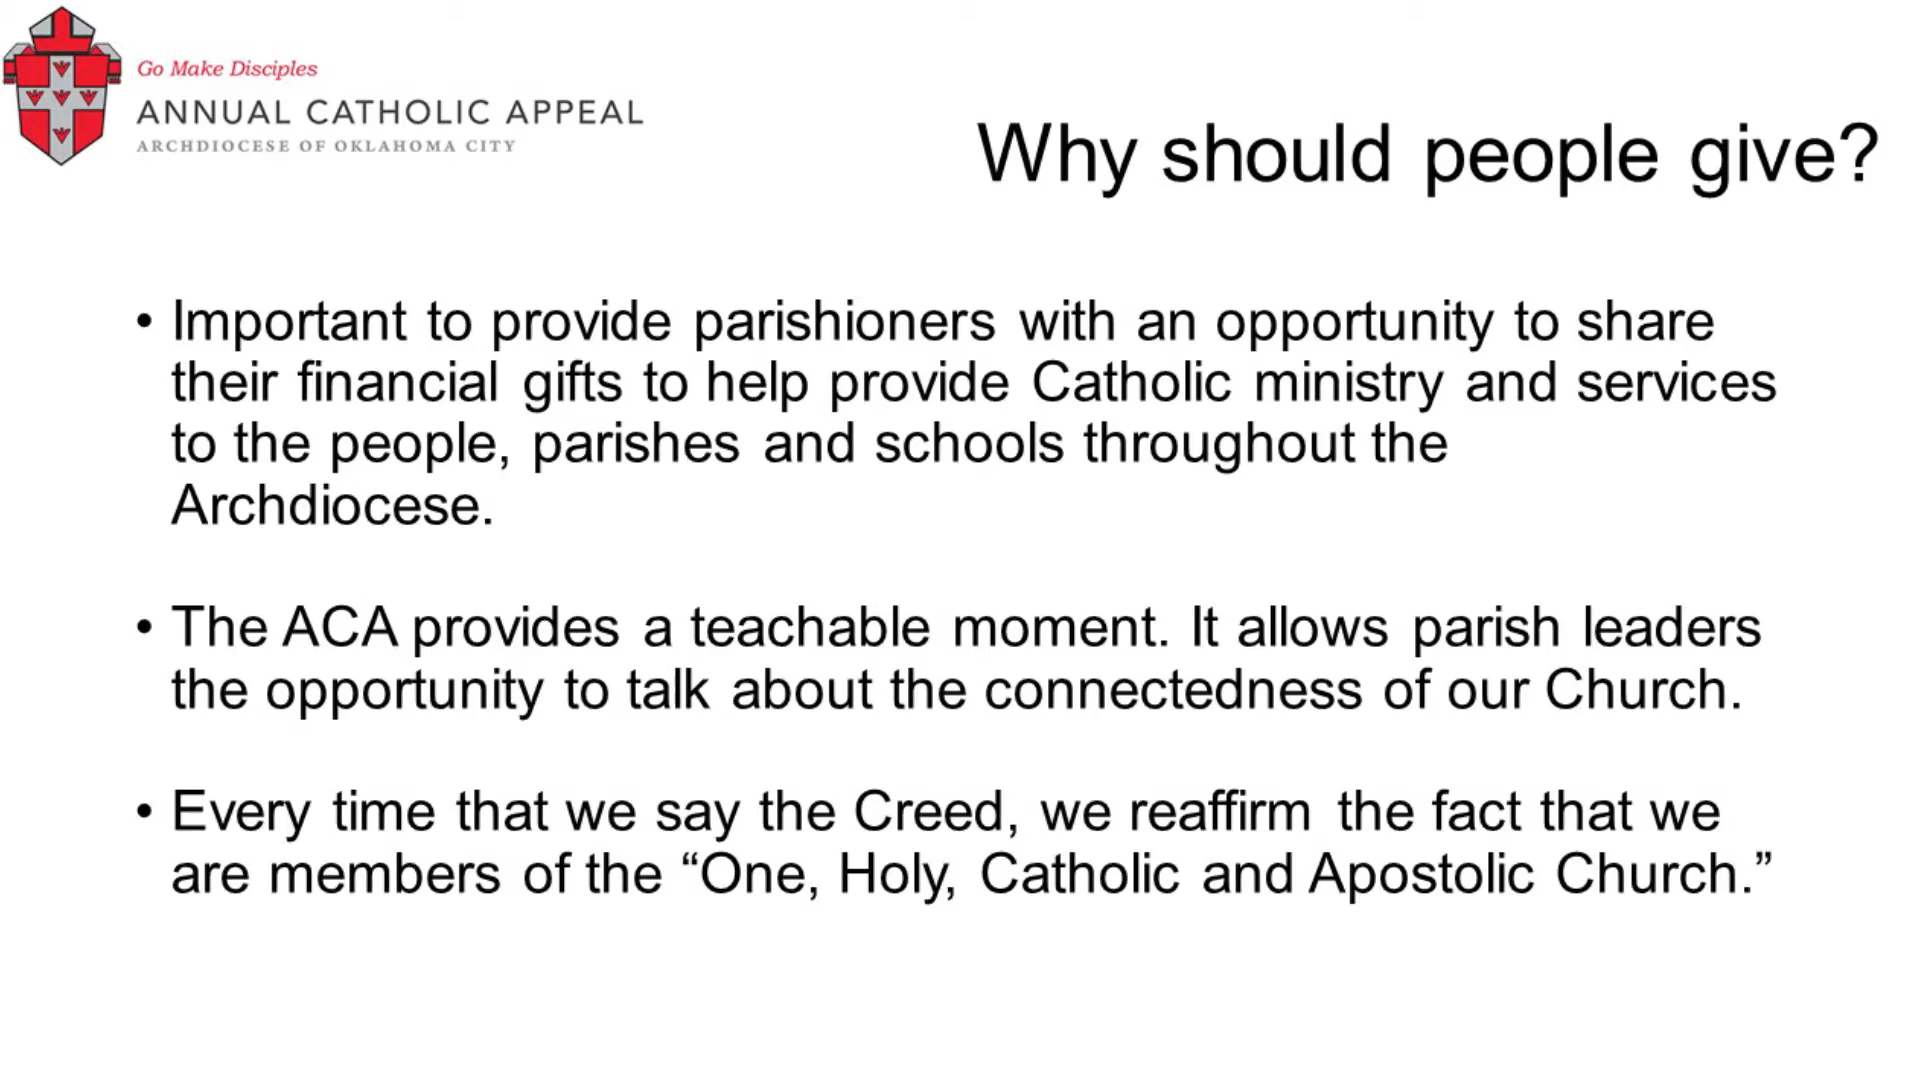 Go Make Disciples
ANNUAL CATHOLIC APPEAL
ARCHDIOCESE OF OKLAHOMA CITY
Why should people give?
• Important to provide parishioners with an opportunity to share
their financial gifts to help provide Catholic ministry and services
to the people, parishes and schools throughout the
Archdiocese.
• The ACA provides a teachable moment. It allows parish leaders
the opportunity to talk about the connectedness of our Church.
• Every time that we say the Creed, we reaffirm the fact that we
are members of the “One, Holy, Catholic and Apostolic Church.”